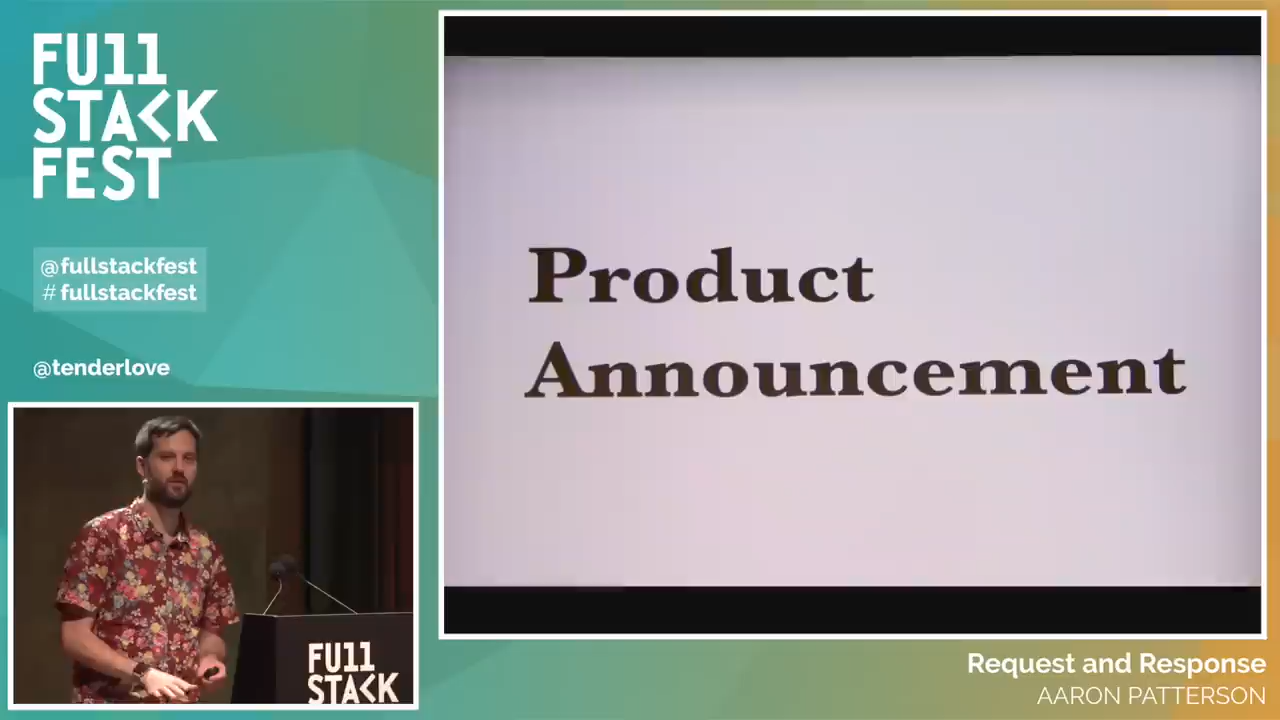 FU11
STACK
FEST
@fullstackfest
# fullstackfest
@tenderlove
Product
Announcement
FU11
STACK
Request and Response
AARON PATTERSON